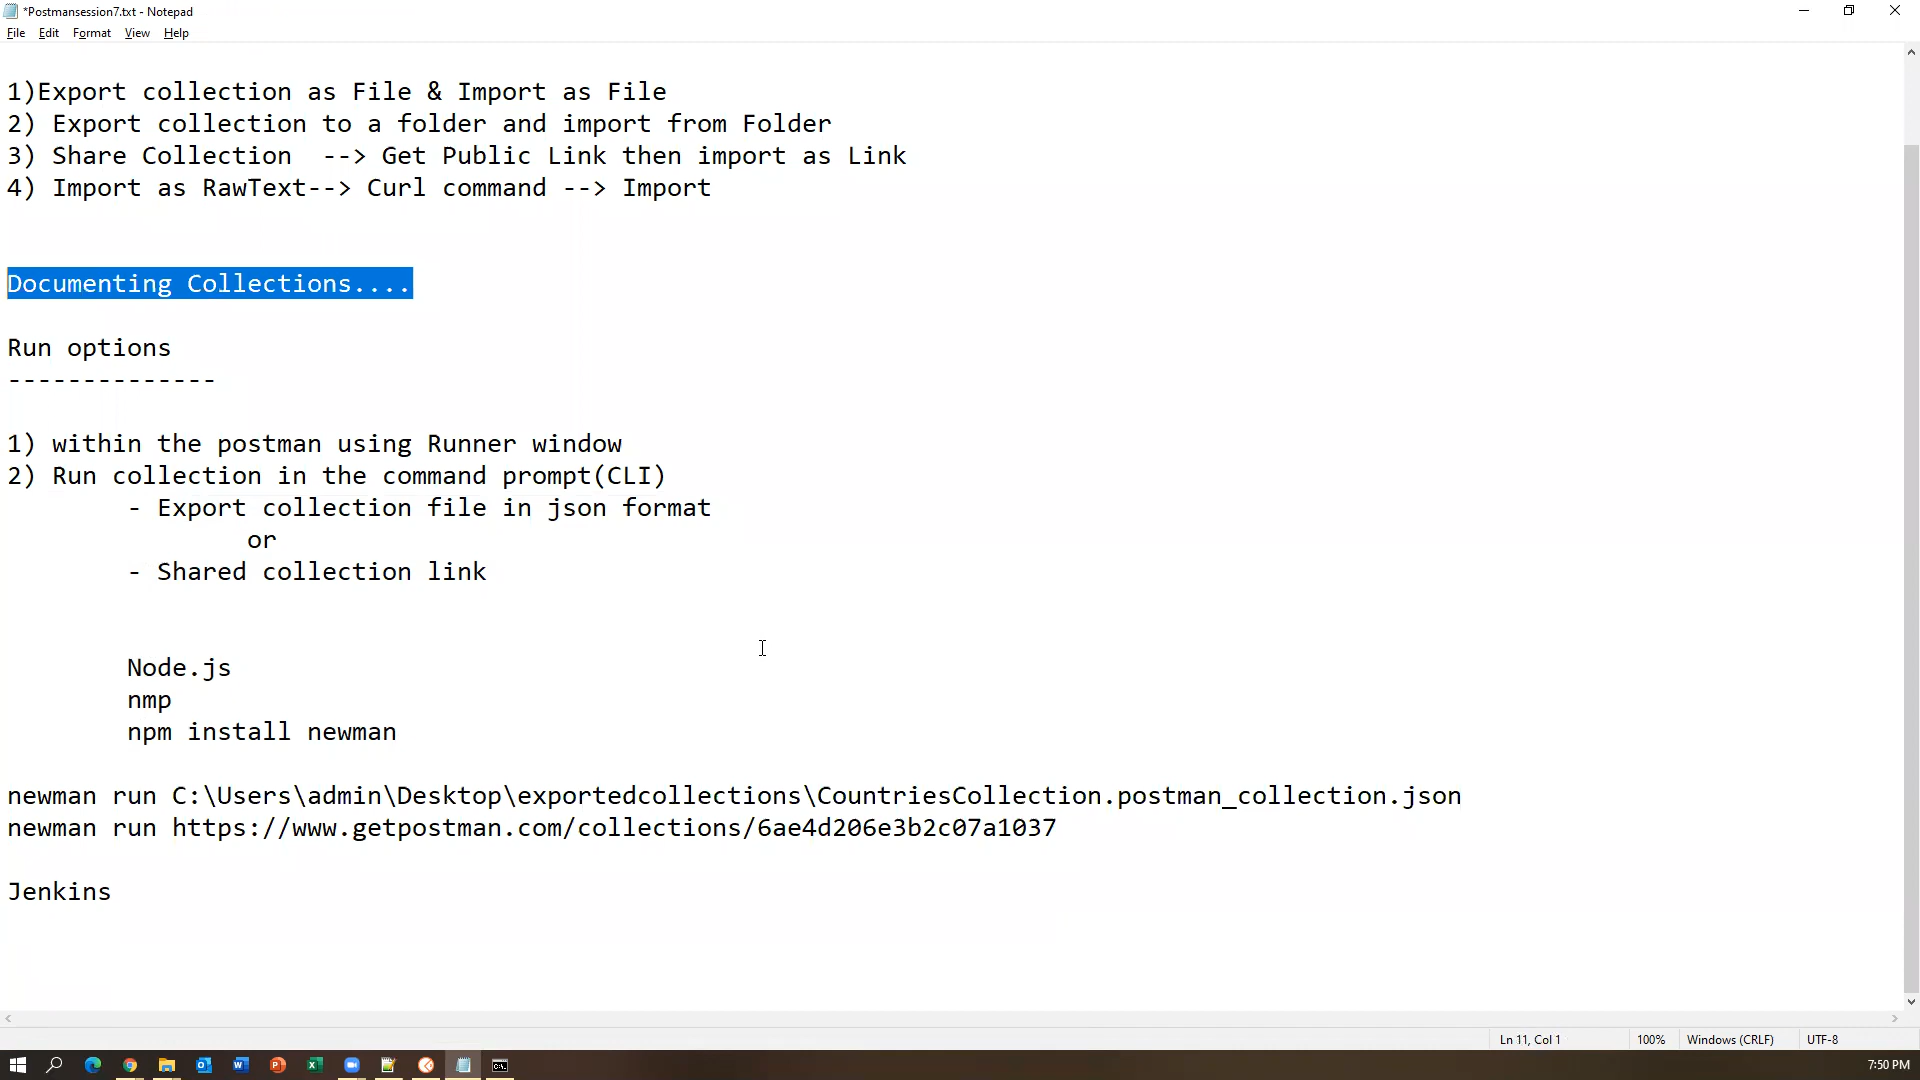 *Postmansession7.txt - Notepad
File Edit Format View Help
1)Export collection as File & Import as File
2) Export collection to a folder and import from Folder
3) Share Collection  --> Get Public Link then import as Link
4) Import as RawText--> Curl command --> Import
Documenting Collections....
Run options
--------------
1) within the postman using Runner window
2) Run collection in the command prompt(CLI)
- Export collection file in json format
or
- Shared collection link
Node.js
nmp
npm install newman
newman run C:\Users\admin\Desktop\exportedcollections\CountriesCollection.postman_collection.json
newman run https://www.getpostman.com/collections/6ae4d206e3b2c07a1037
Jenkins
Ln 11, Col 1 100% Windows (CRLF) UTF-8
7:50 PM